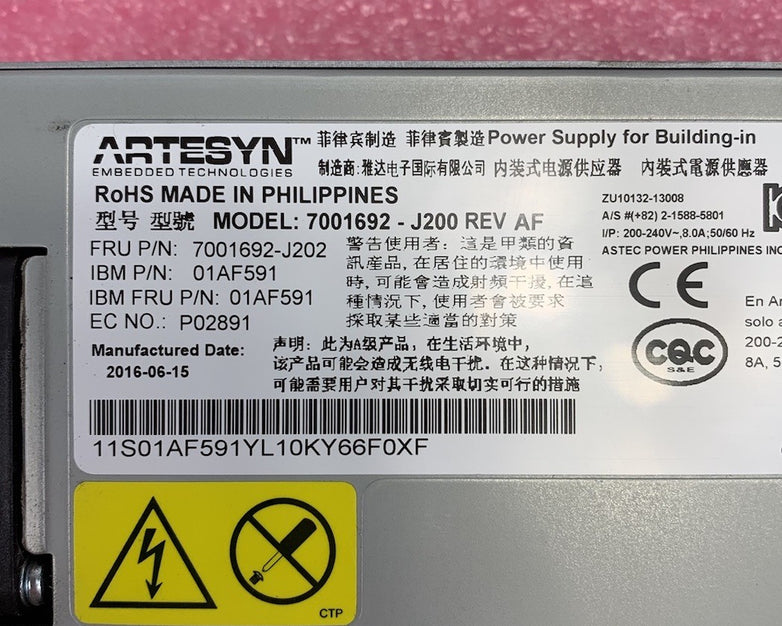 ARTESYN™ 菲律宾制造 菲律賓製造 Power Supply for Building-in
EMBEDDED TECHNOLOGIES 制造商: 雅达电子国际有限公司 内装式电源供应器 內裝式電源供應器
RoHS MADE IN PHILIPPINES
型号 型號 MODEL: 7001692 - J200 REV AF
FRU P/N: 7001692-J202
IBM P/N: 01AF591
IBM FRU P/N: 01AF591
EC NO.: P02891
Manufactured Date:
2016-06-15
警告使用者: 這是甲類的資
訊產品, 在居住的環境中使用
時, 可能會造成射頻干擾, 在這
種情況下, 使用者會被要求
採取某些適當的對策
声明: 此为A级产品, 在生活环境中,
该产品可能会造成无线电干扰. 在这种情况下,
可能需要用户对其干扰采取切实可行的措施
ZU10132-13008
A/S #(+82) 2-1588-5801
I/P: 200-240V~,8.0A;50/60 Hz
ASTEC POWER PHILIPPINES INC
CE
CQC
S&E
En Ar
solo a
200-2
8A, 5
11S01AF591YL10KY66F0XF
CTP